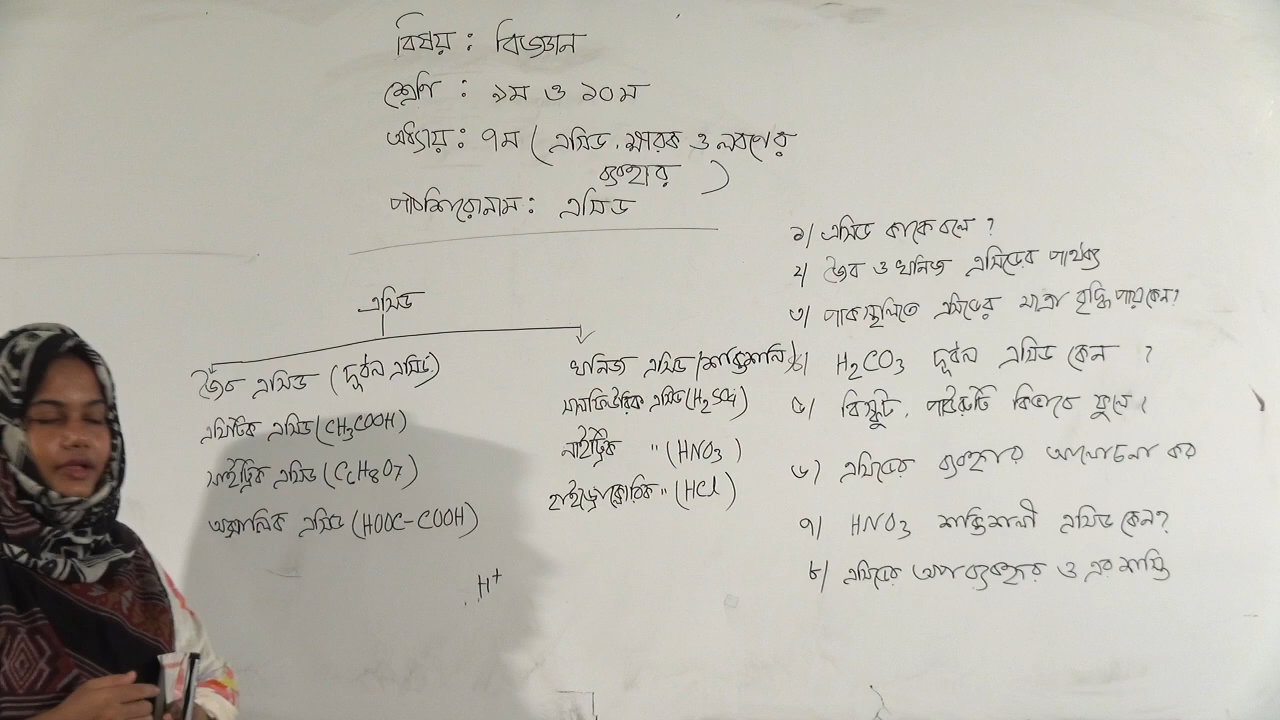 বিষয় : বিজ্ঞান
শ্রেণি : ৯ম ও ১০ম
অধ্যায় : ৭ম ( এসিড, ক্ষারক ও লবণের
ব্যবহার )
পাঠশিরোনাম : এসিড
এসিড
জৈব এসিড (দূর্বল এসিড)
এসিটিক এসিড (CH3COOH)
সাইট্রিক এসিড (C6H8O7)
অক্সালিক এসিড (HOOC-COOH)
খনিজ এসিড (শক্তিশালী)
সালফিউরিক এসিড (H2SO4)
নাইট্রিক " (HNO3)
হাইড্রোক্লোরিক " (HCl)
H+
১/ এসিড কাকে বলে ?
২/ জৈব ও খনিজ এসিডের পার্থক্য
৩/ পাকস্থলিতে এসিডের মাত্রা বৃদ্ধি পায় কেন?
৪/ H2CO3 দূর্বল এসিড কেন ?
৫/ বিস্কুট, পাউরুটি কিভাবে ফুলে ?
৬/ এসিডের ব্যবহার আলোচনা কর
৭/ HNO3 শক্তিশালী এসিড কেন?
৮/ এসিডের অপব্যবহার ও এর শাস্তি